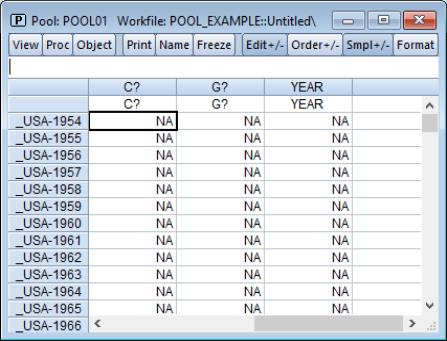 P Pool: POOL01 Workfile: POOL_EXAMPLE::Untitled\
View Proc Object Print Name Freeze Edit+/- Order+/- Smpl+/- Format
C? G? YEAR
C? G? YEAR
_USA-1954 NA NA NA
_USA-1955 NA NA NA
_USA-1956 NA NA NA
_USA-1957 NA NA NA
_USA-1958 NA NA NA
_USA-1959 NA NA NA
_USA-1960 NA NA NA
_USA-1961 NA NA NA
_USA-1962 NA NA NA
_USA-1963 NA NA NA
_USA-1964 NA NA NA
_USA-1965 NA NA NA
_USA-1966